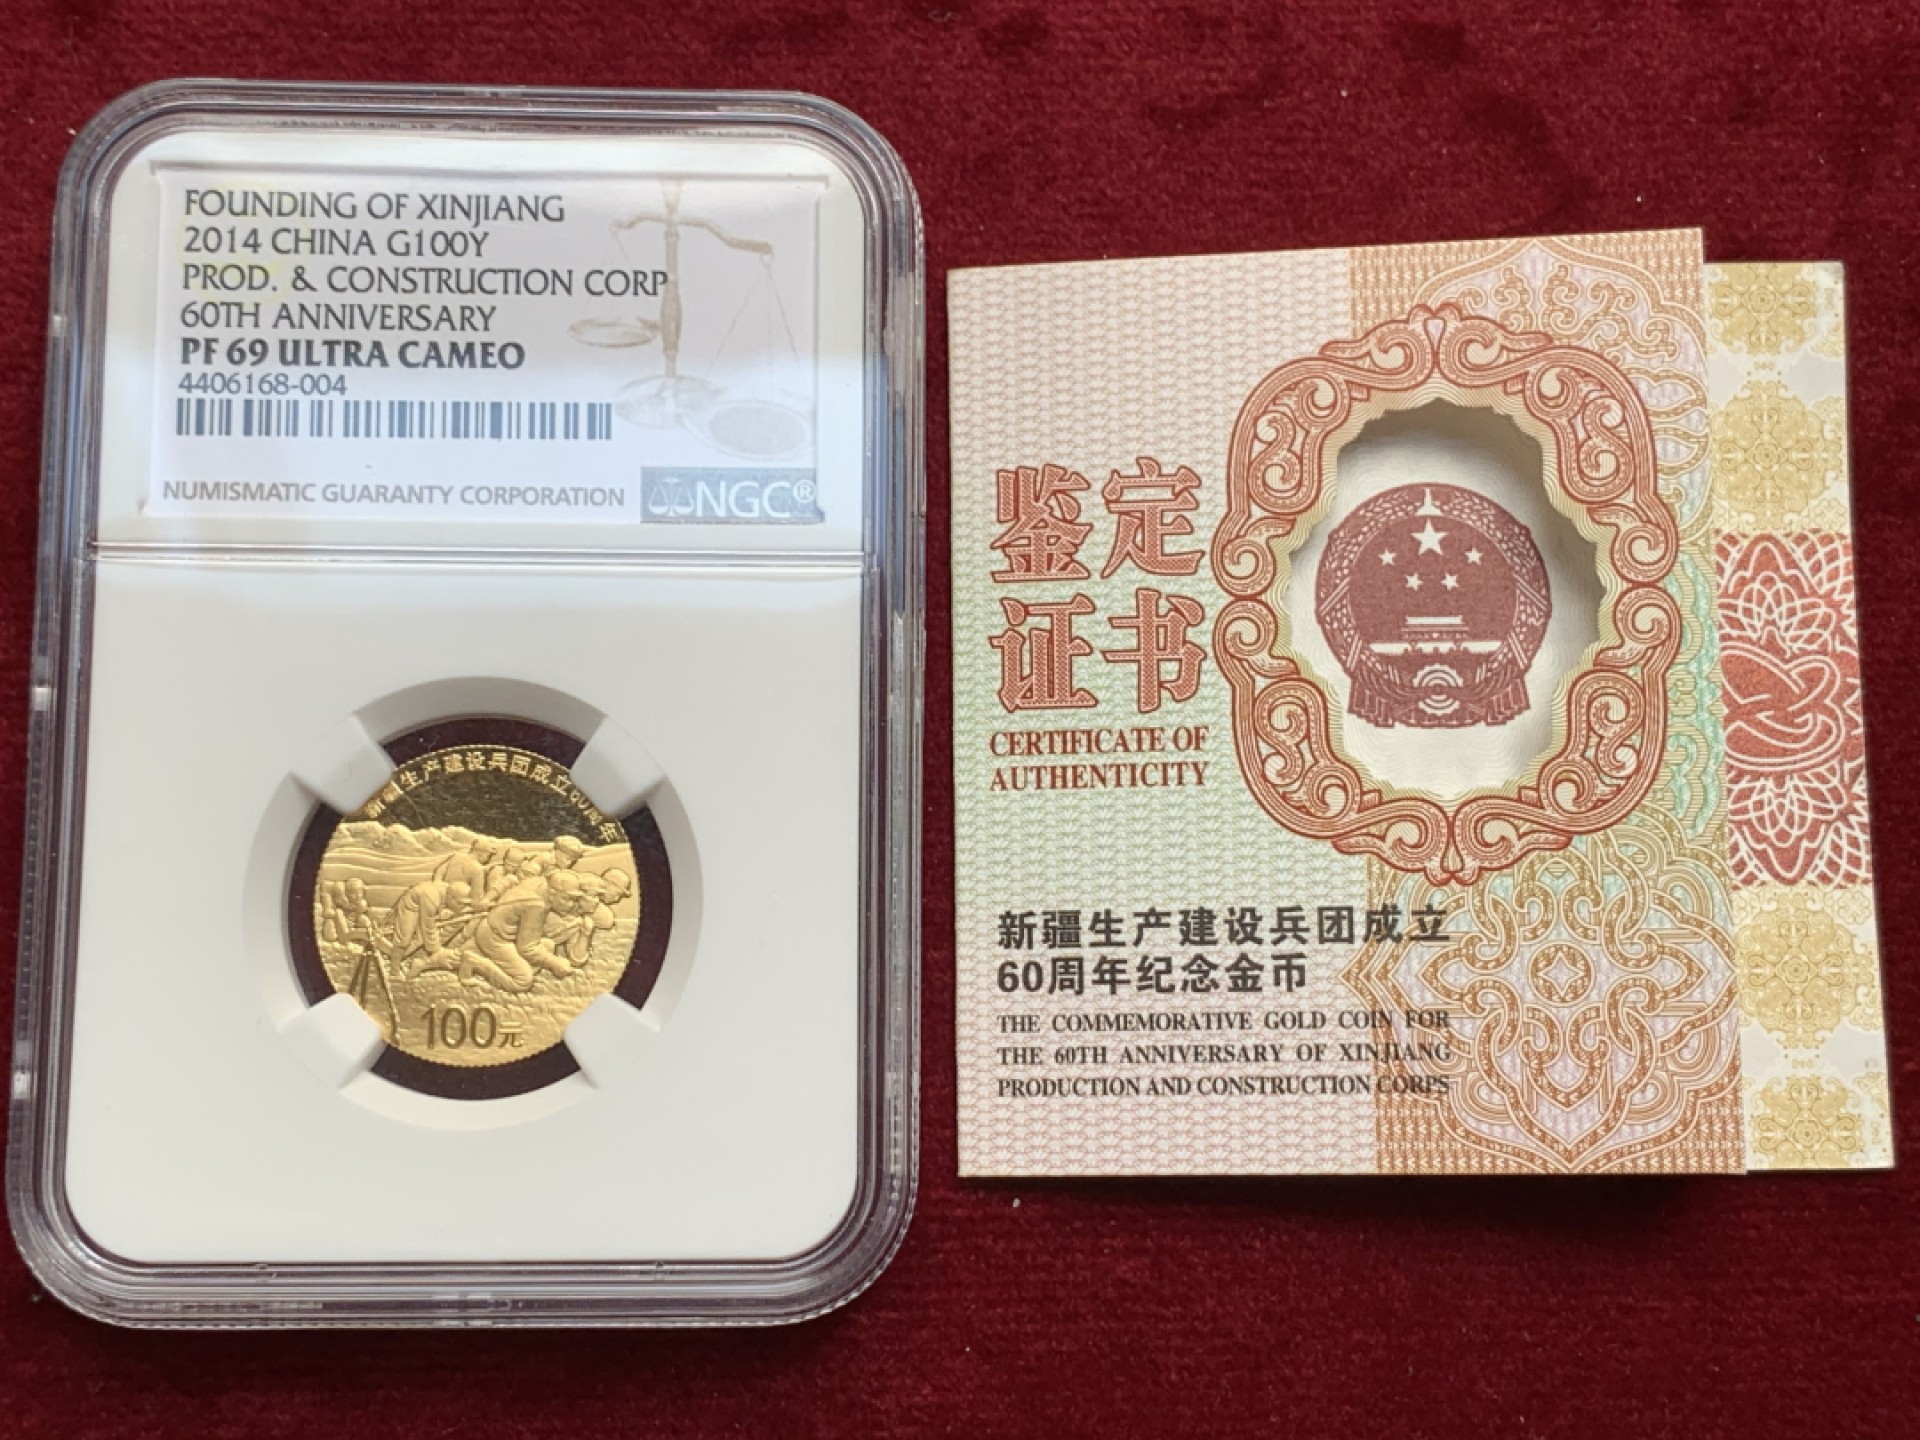 FOUNDING OF XINJIANG
2014 CHINA G100Y
PROD. & CONSTRUCTION CORP
60TH ANNIVERSARY
PF 69 ULTRA CAMEO
4406168-004
NUMISMATIC GUARANTY CORPORATION
NGC®
新疆生产建设兵团成立60周年
100元
鉴定
证书
CERTIFICATE OF
AUTHENTICITY
新疆生产建设兵团成立
60周年纪念金币
THE COMMEMORATIVE GOLD COIN FOR
THE 60TH ANNIVERSARY OF XINJIANG
PRODUCTION AND CONSTRUCTION CORPS